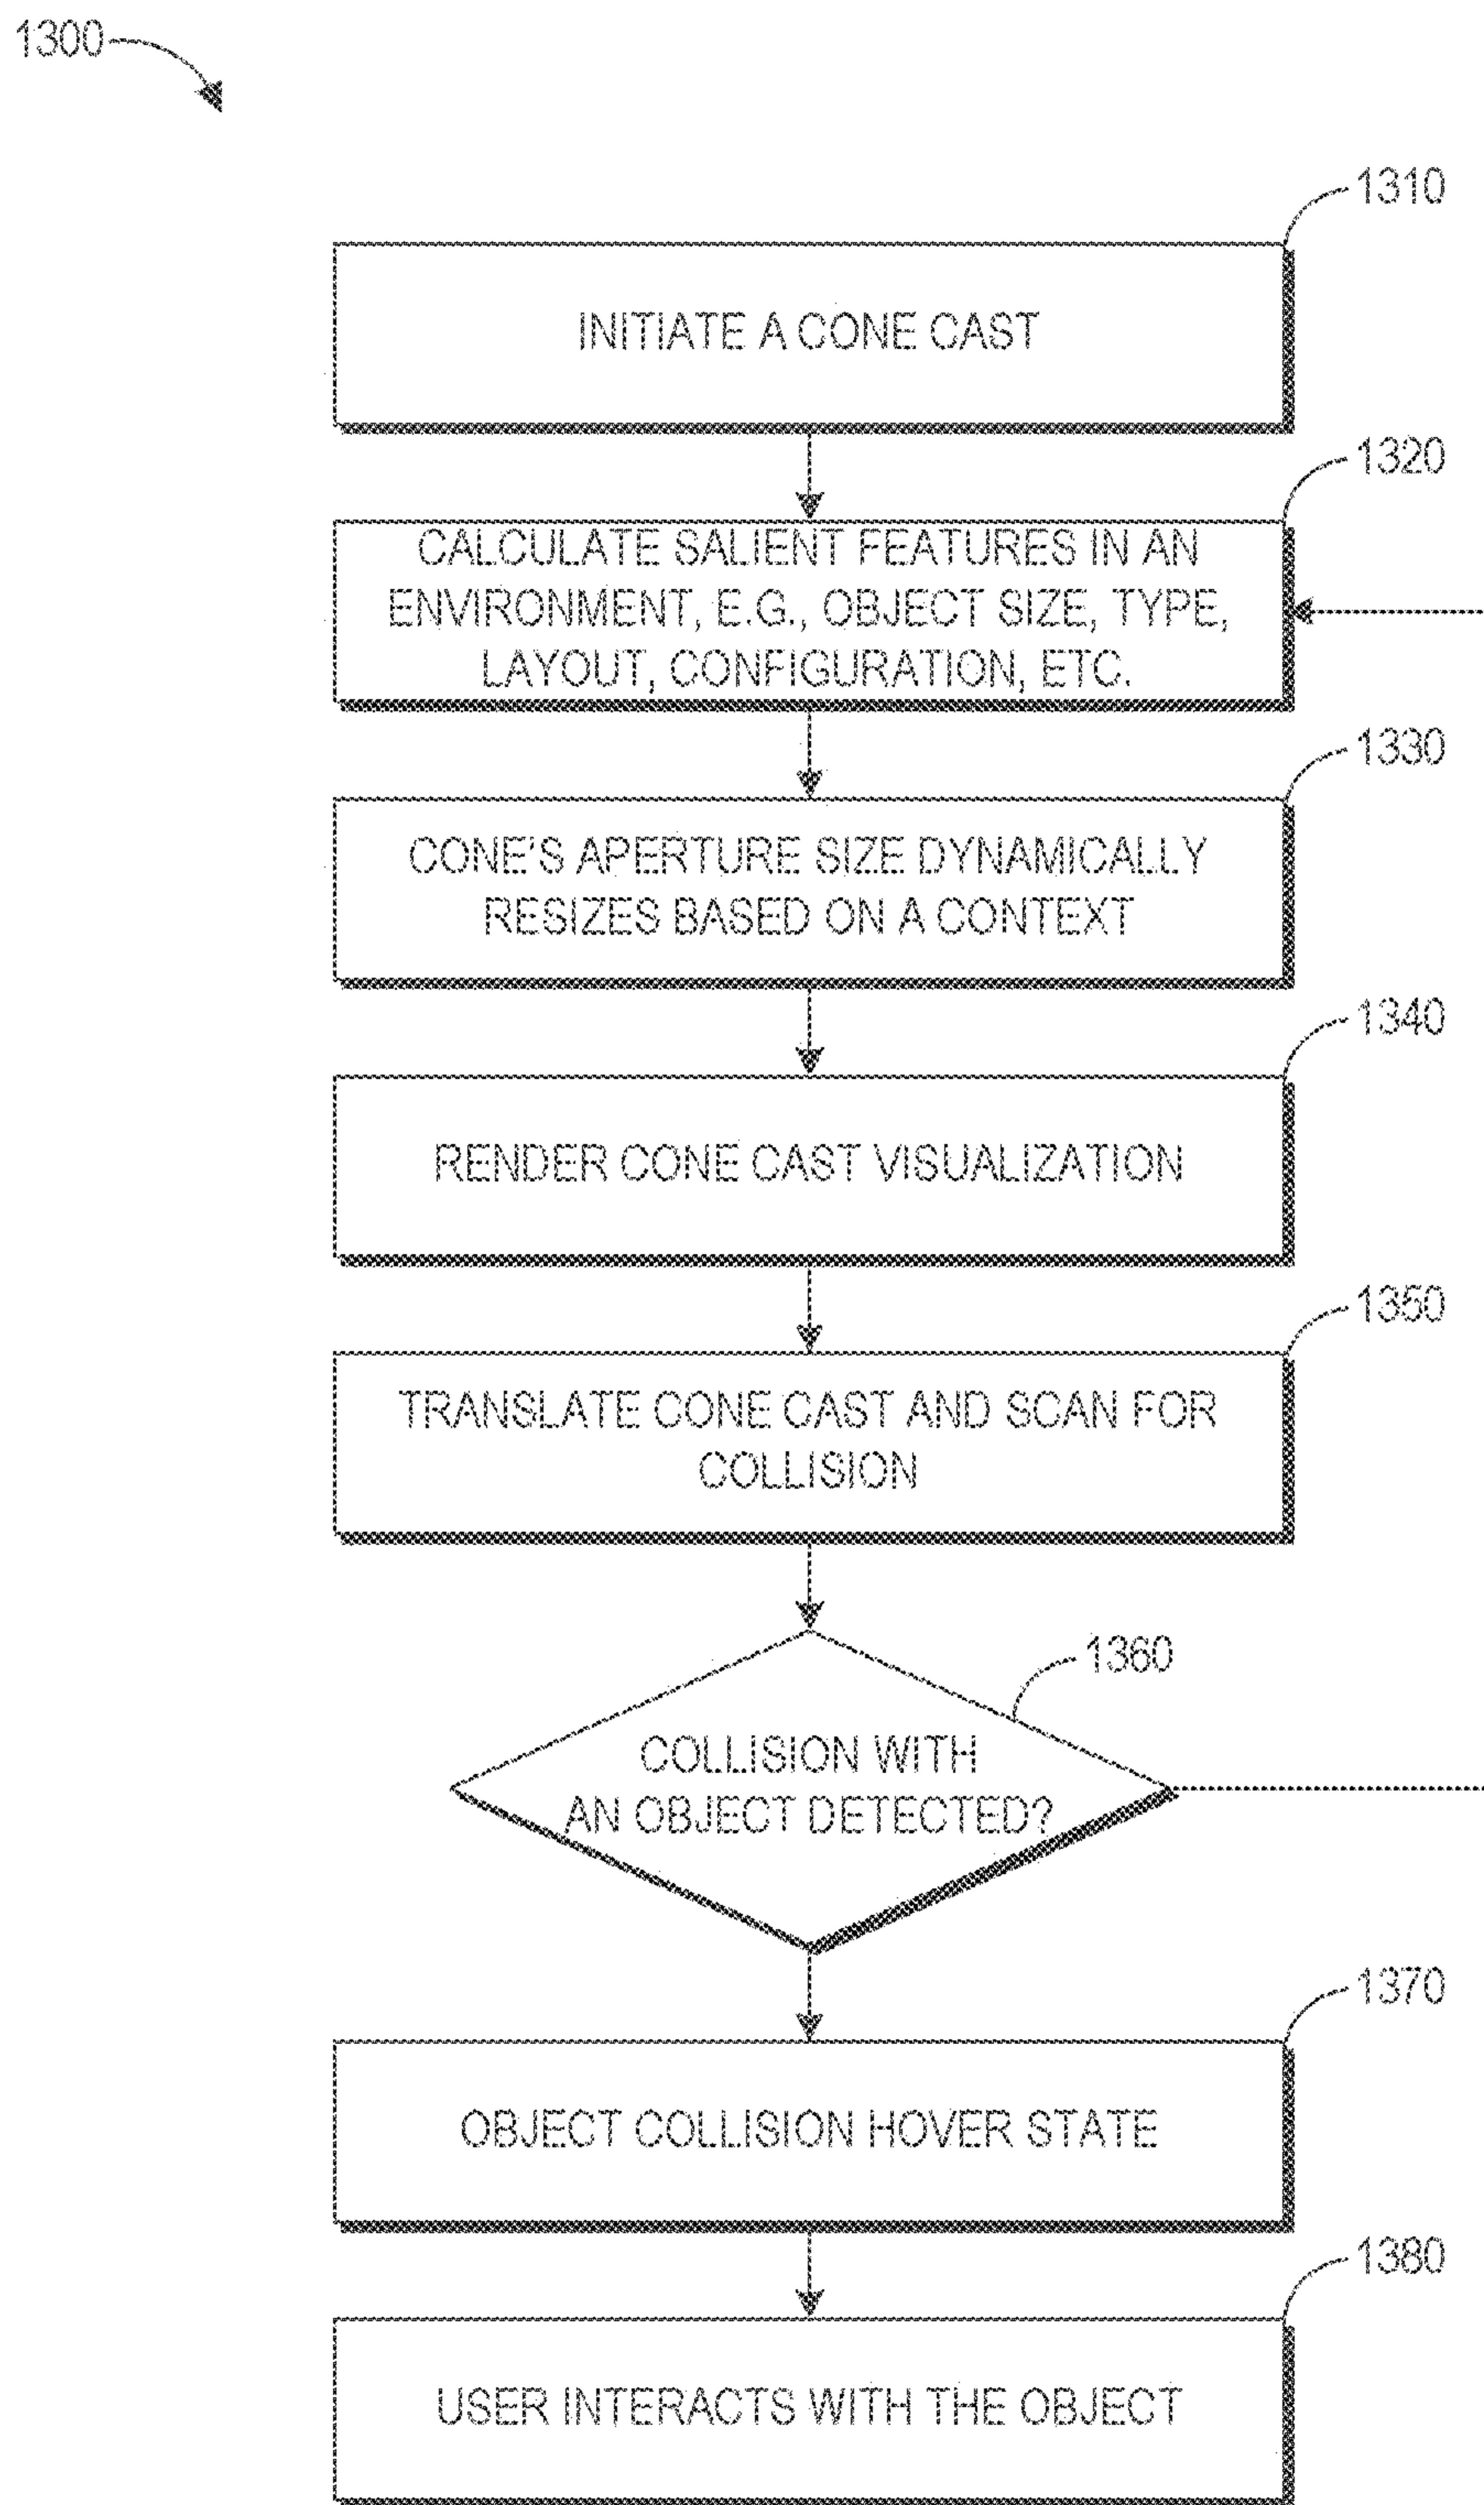 1300
1310
INITIATE A CONE CAST
1320
CALCULATE SALIENT FEATURES IN AN
ENVIRONMENT, E.G., OBJECT SIZE, TYPE,
LAYOUT, CONFIGURATION, ETC.
1330
CONE'S APERTURE SIZE DYNAMICALLY
RESIZES BASED ON A CONTEXT
1340
RENDER CONE CAST VISUALIZATION
1350
TRANSLATE CONE CAST AND SCAN FOR
COLLISION
1360
COLLISION WITH
AN OBJECT DETECTED?
1370
OBJECT COLLISION HOVER STATE
1380
USER INTERACTS WITH THE OBJECT